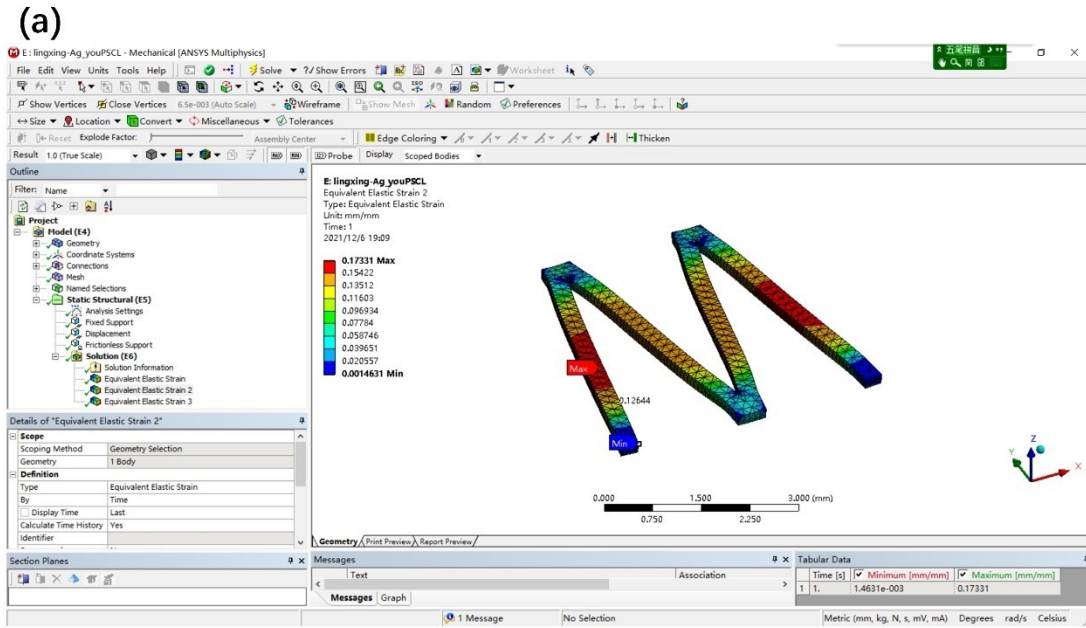 (a)
E : lingxing-Ag_youPSCL - Mechanical [ANSYS Multiphysics]
五笔拼音
简
File Edit View Units Tools Help Solve ?/ Show Errors Worksheet
Show Vertices Close Vertices 6.5e-003 (Auto Scale) Wireframe Show Mesh Random Preferences
Size Location Convert Miscellaneous Tolerances
Reset Explode Factor: Assembly Center Edge Coloring Thicken
Result 1.0 (True Scale) Probe Display Scoped Bodies
Outline
Filter: Name
Project
Model (E4)
Geometry
Coordinate Systems
Connections
Mesh
Named Selections
Static Structural (E5)
Analysis Settings
Fixed Support
Displacement
Frictionless Support
Solution (E6)
Solution Information
Equivalent Elastic Strain
Equivalent Elastic Strain 2
Equivalent Elastic Strain 3
Details of "Equivalent Elastic Strain 2"
Scope
Scoping Method Geometry Selection
Geometry 1 Body
Definition
Type Equivalent Elastic Strain
By Time
Display Time Last
Calculate Time History Yes
Identifier
Section Planes
E: lingxing-Ag_youPSCL
Equivalent Elastic Strain 2
Type: Equivalent Elastic Strain
Unit: mm/mm
Time: 1
2021/12/6 19:09
0.17331 Max
0.15422
0.13512
0.11603
0.096934
0.07784
0.058746
0.039651
0.020557
0.0014631 Min
Max
0.12644
Min
Z
Y
X
0.000 1.500 3.000 (mm)
0.750 2.250
Geometry Print Preview Report Preview
Messages
Text Association
Messages Graph
Tabular Data
Time [s] Minimum [mm/mm] Maximum [mm/mm]
1 1. 1.4631e-003 0.17331
1 Message No Selection Metric (mm, kg, N, s, mV, mA) Degrees rad/s Celsius